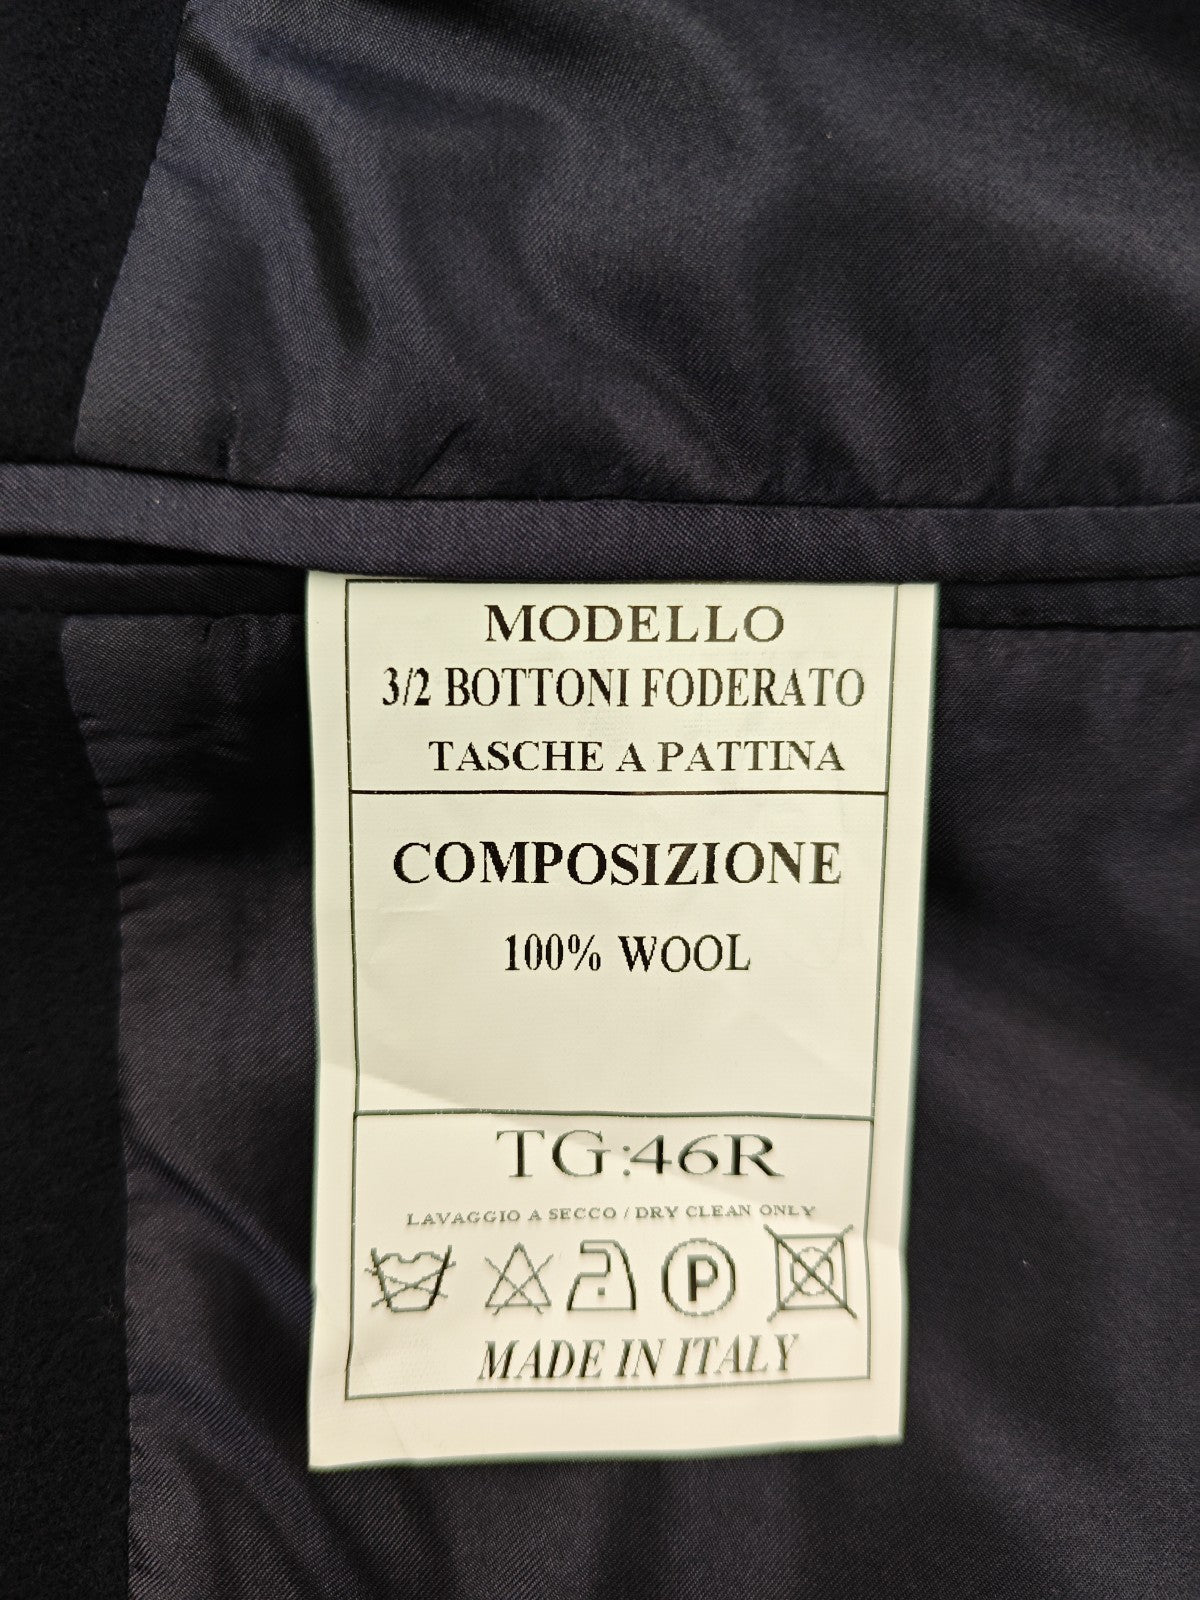 MODELLO
3/2 BOTTONI FODERATO
TASCHE A PATTINA
COMPOSIZIONE
100% WOOL
TG:46R
LAVAGGIO A SECCO / DRY CLEAN ONLY
P
MADE IN ITALY